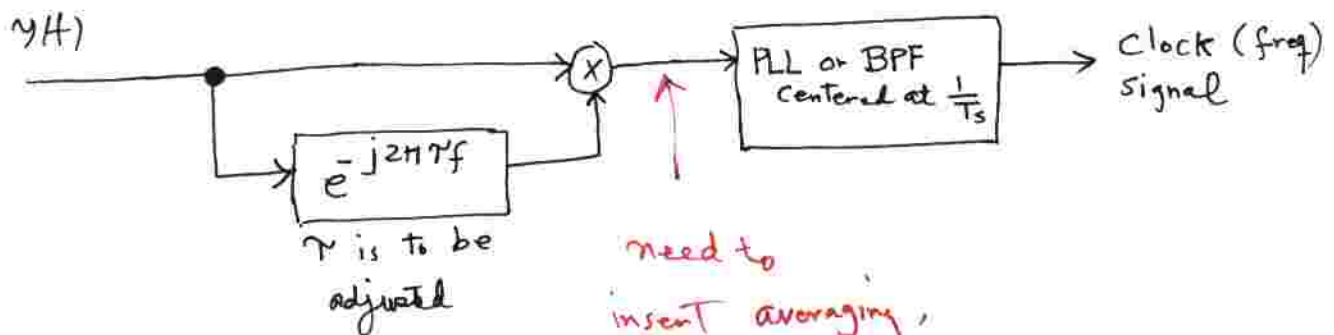 y(t)
X
PLL or BPF
centered at 1/Ts
Clock (freq)
signal
e^-j2πτf
τ is to be
adjusted
need to
insert averaging,